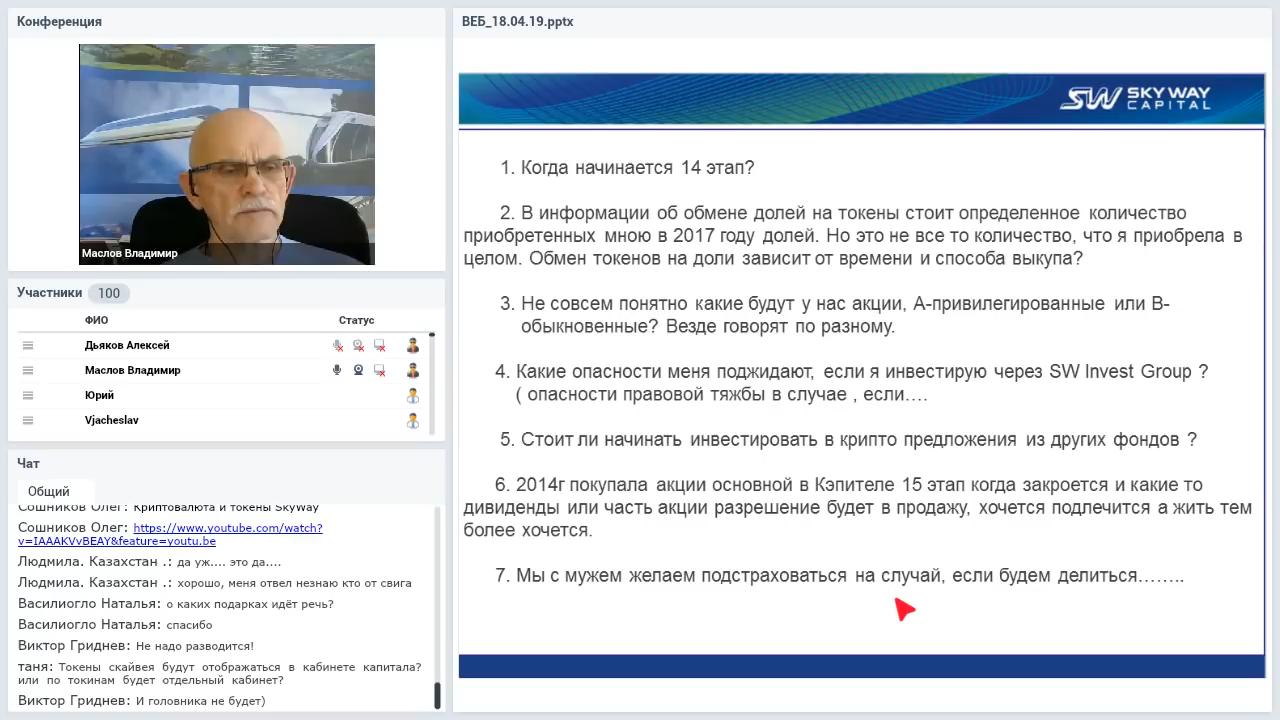 Конференция
Маслов Владимир
Участники 100
ФИО Статус
Дьяков Алексей
Маслов Владимир
Юрий
Vjacheslav
Чат
Общий
Сошников Олег: Криптовалюта и токены SkyWay
Сошников Олег: https://www.youtube.com/watch?
v=IAAAKVvBEAY&feature=youtu.be
Людмила. Казахстан .: да уж.... это да....
Людмила. Казахстан .: хорошо, меня отвел незнаю кто от свига
Василиогло Наталья: о каких подарках идёт речь?
Василиогло Наталья: спасибо
Виктор Гриднев: Не надо разводится!
таня: Токены скайвея будут отображаться в кабинете капитала?
или по токинам будет отдельный кабинет?
Виктор Гриднев: И головника не будет)
ВЕБ_18.04.19.pptx
SW SKY WAY
CAPITAL
1. Когда начинается 14 этап?
2. В информации об обмене долей на токены стоит определенное количество
приобретенных мною в 2017 году долей. Но это не все то количество, что я приобрела в
целом. Обмен токенов на доли зависит от времени и способа выкупа?
3. Не совсем понятно какие будут у нас акции, А-привилегированные или В-
обыкновенные? Везде говорят по разному.
4. Какие опасности меня поджидают, если я инвестирую через SW Invest Group ?
( опасности правовой тяжбы в случае , если….
5. Стоит ли начинать инвестировать в крипто предложения из других фондов ?
6. 2014г покупала акции основной в Кэпителе 15 этап когда закроется и какие то
дивиденды или часть акции разрешение будет в продажу, хочется подлечится а жить тем
более хочется.
7. Мы с мужем желаем подстраховаться на случай, если будем делиться……..